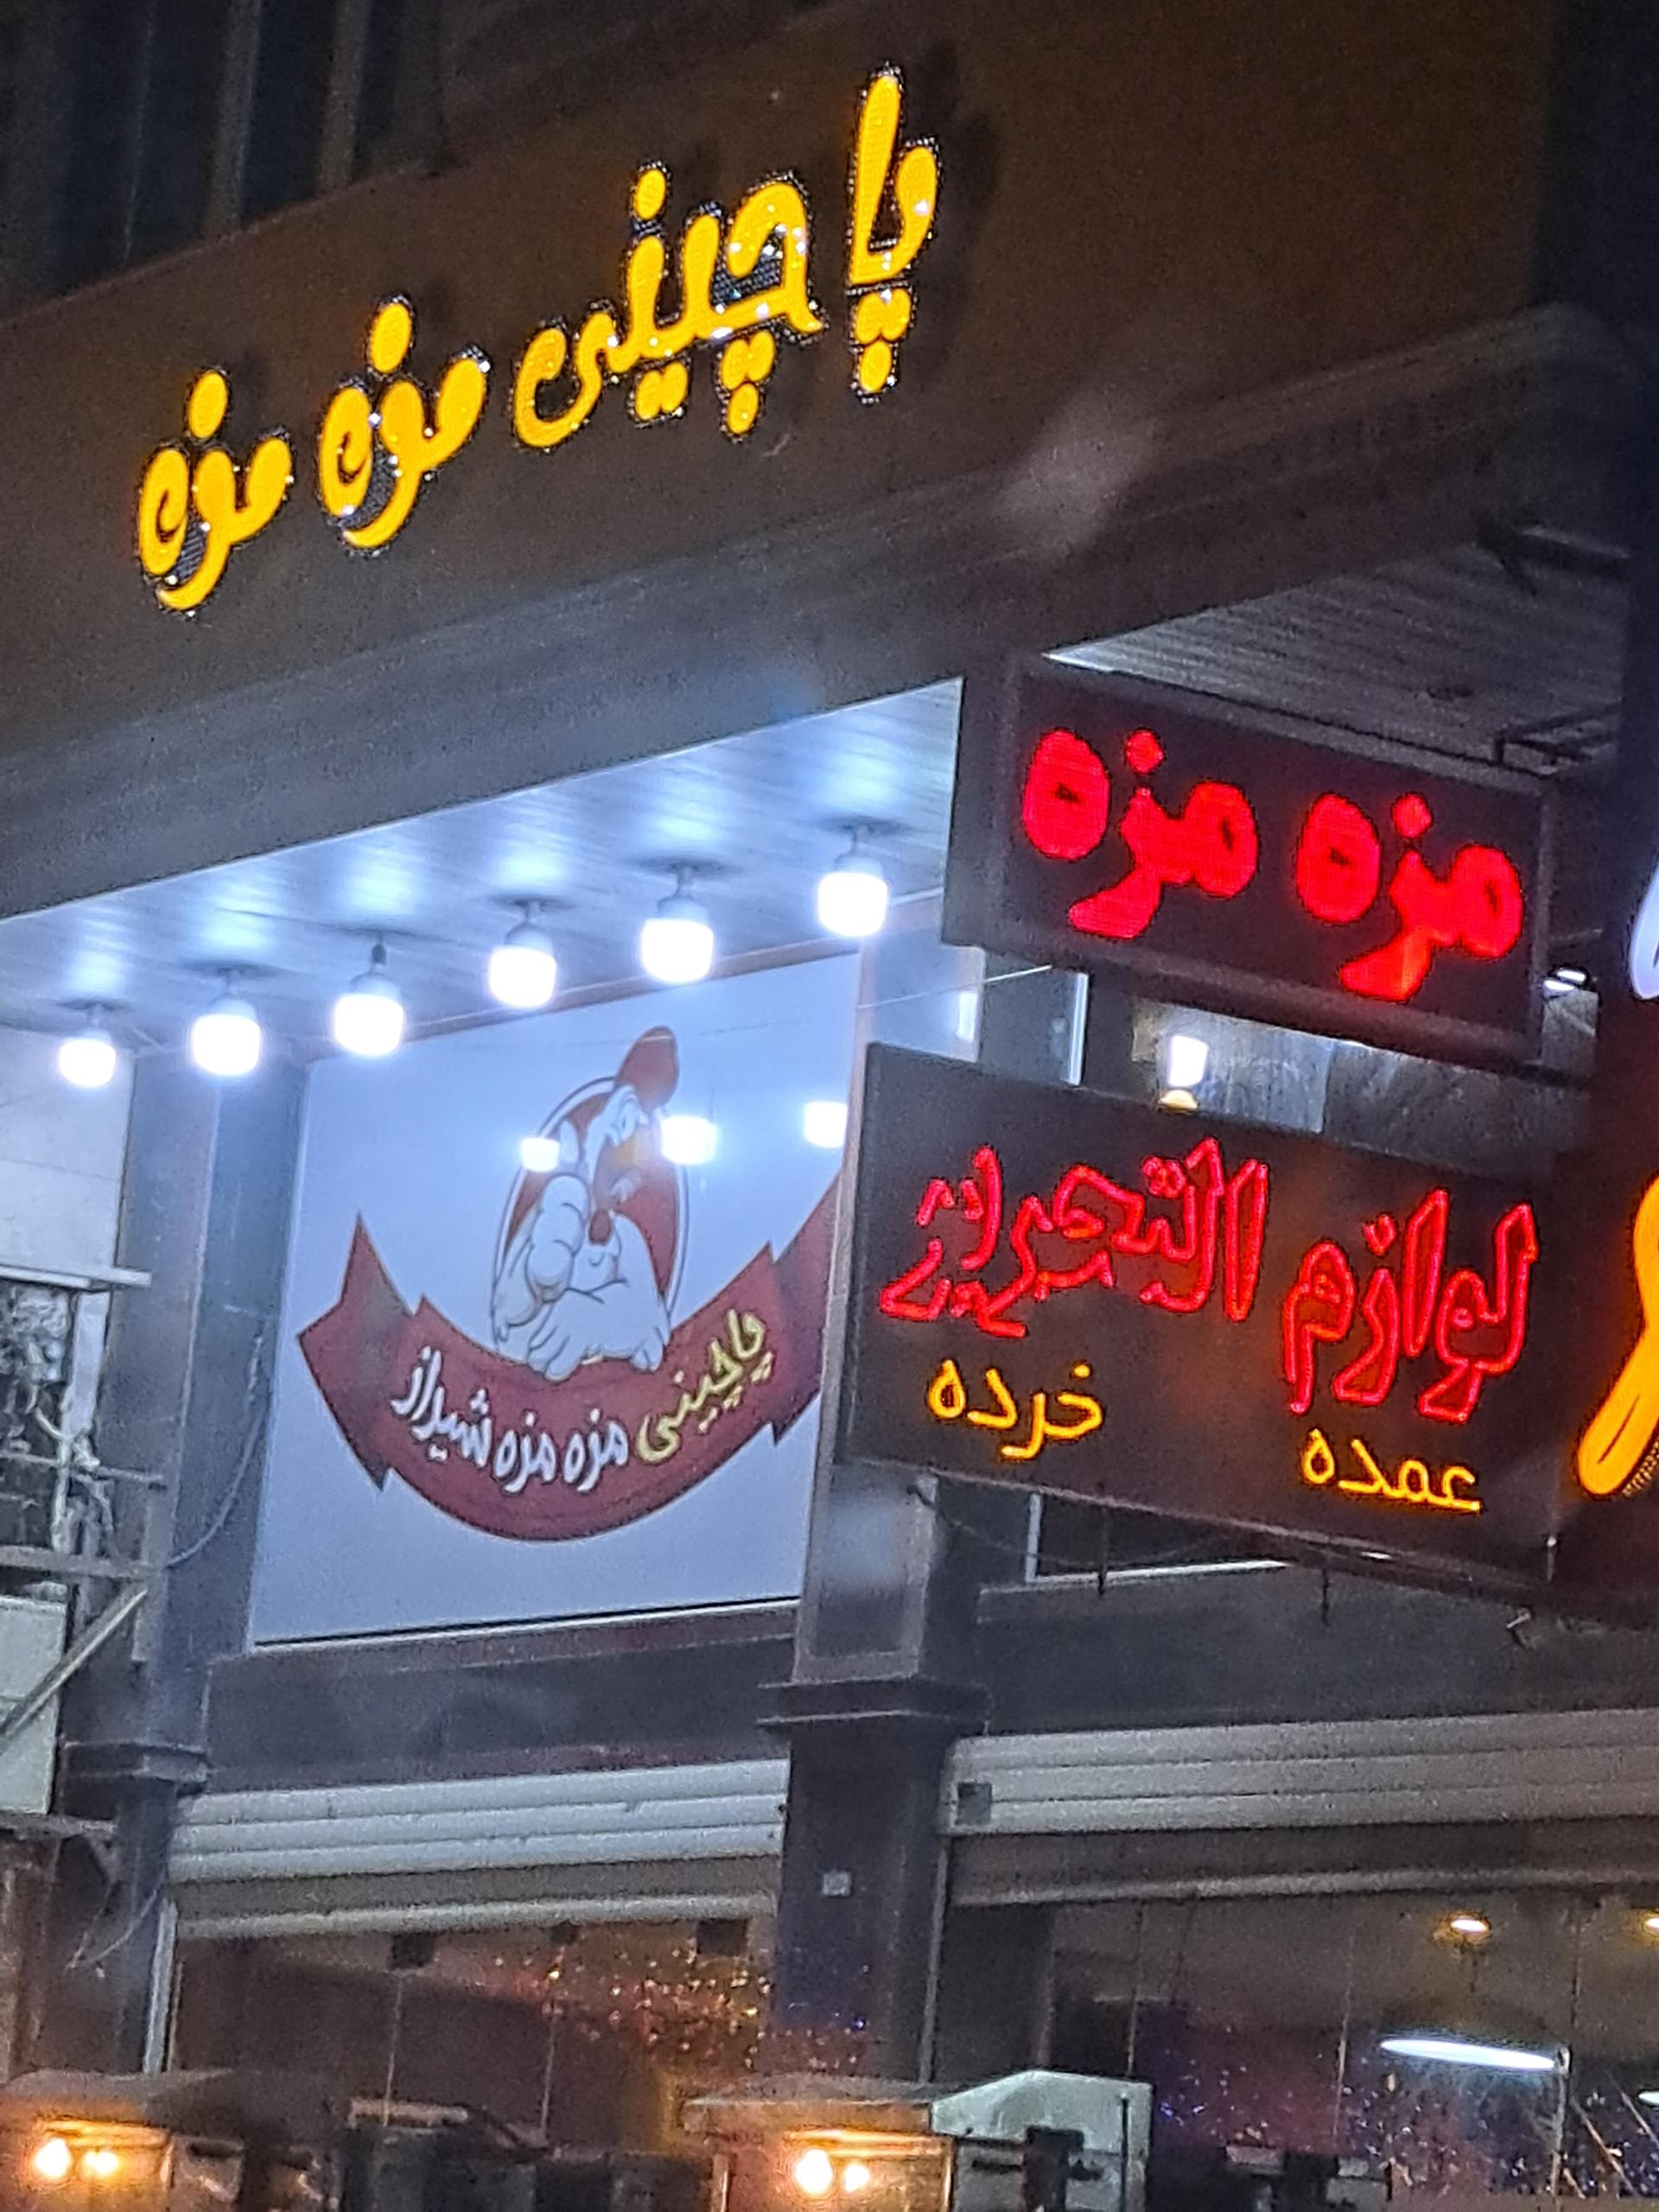 پاچینی مزه مزه
مزه مزه
لوازم التحریر
عمده خرده
پاچینی مزه مزه شیراز